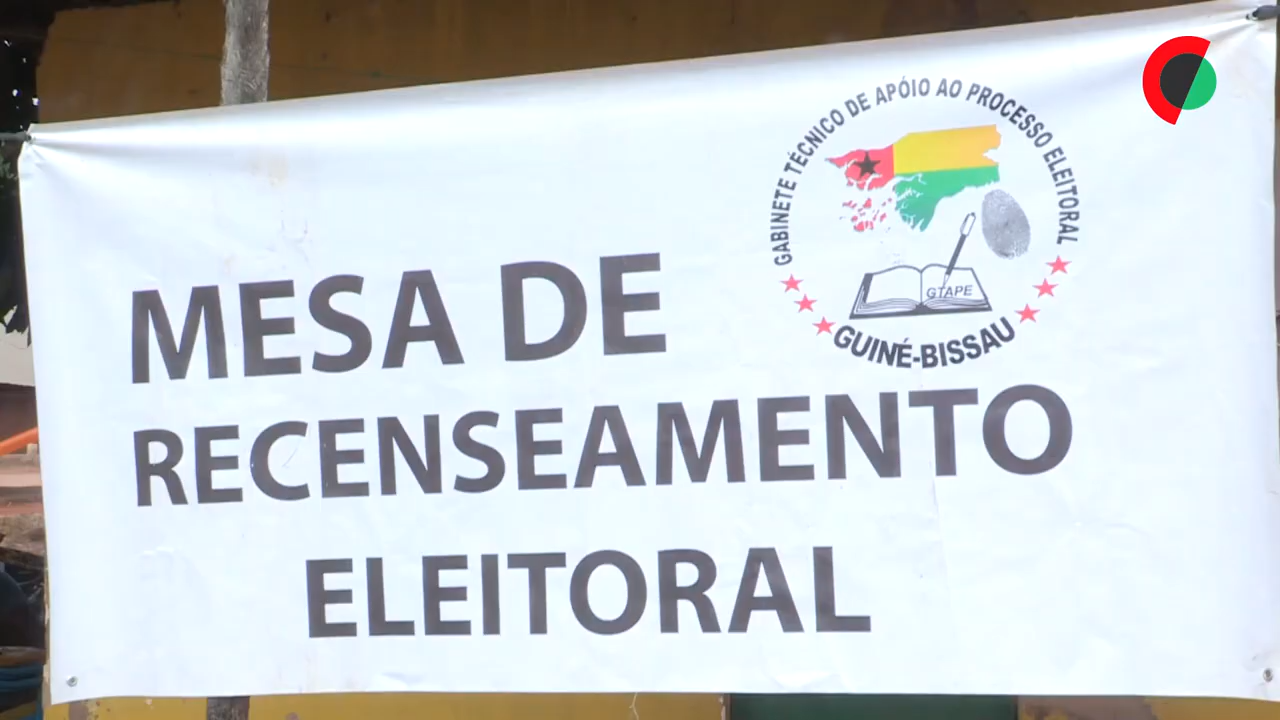 GABINETE TÉCNICO DE APÓIO AO PROCESSO ELEITORAL
GTAPE
GUINÉ-BISSAU
MESA DE
RECENSEAMENTO
ELEITORAL